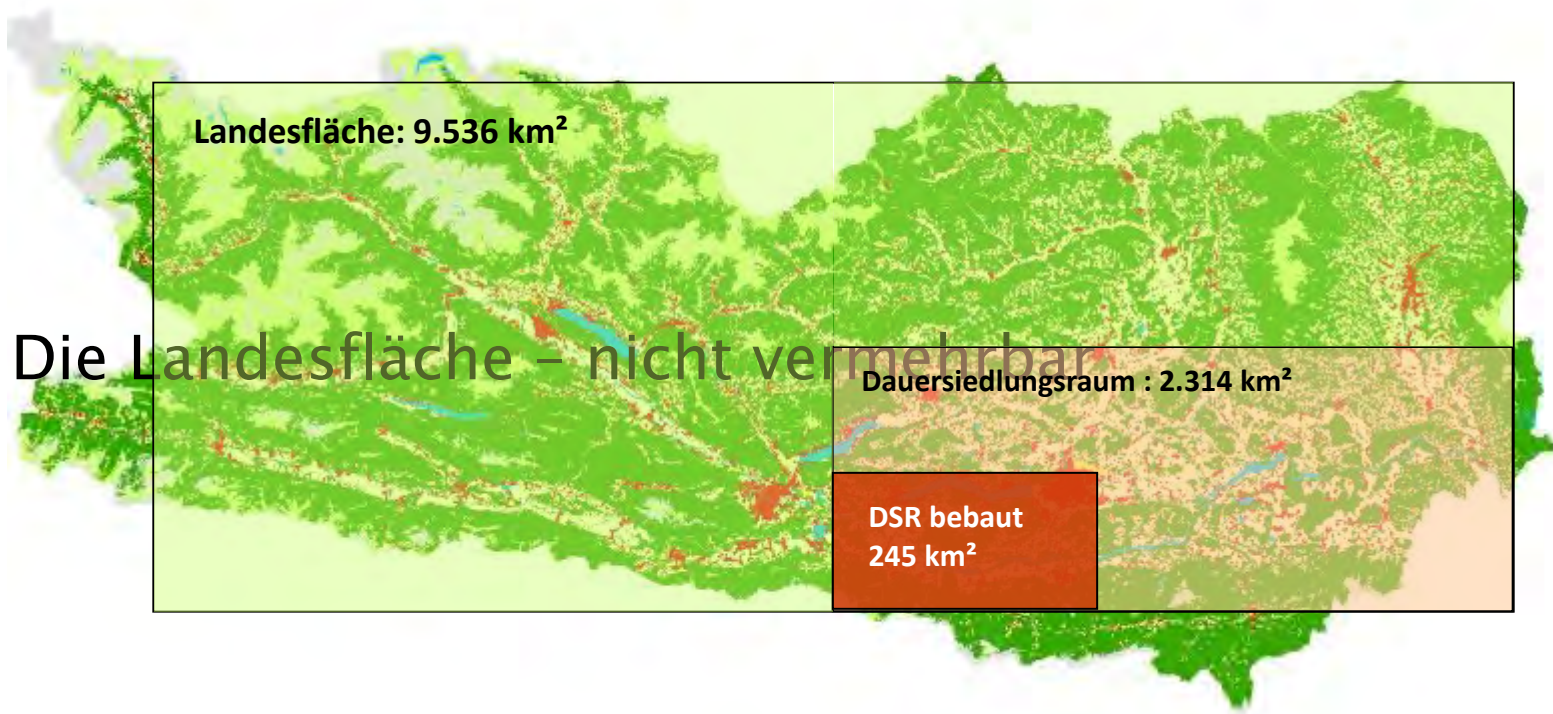 Landesfläche: 9.536 km²
Die Landesfläche – nicht vermehrbar
Dauersiedlungsraum : 2.314 km²
DSR bebaut
245 km²